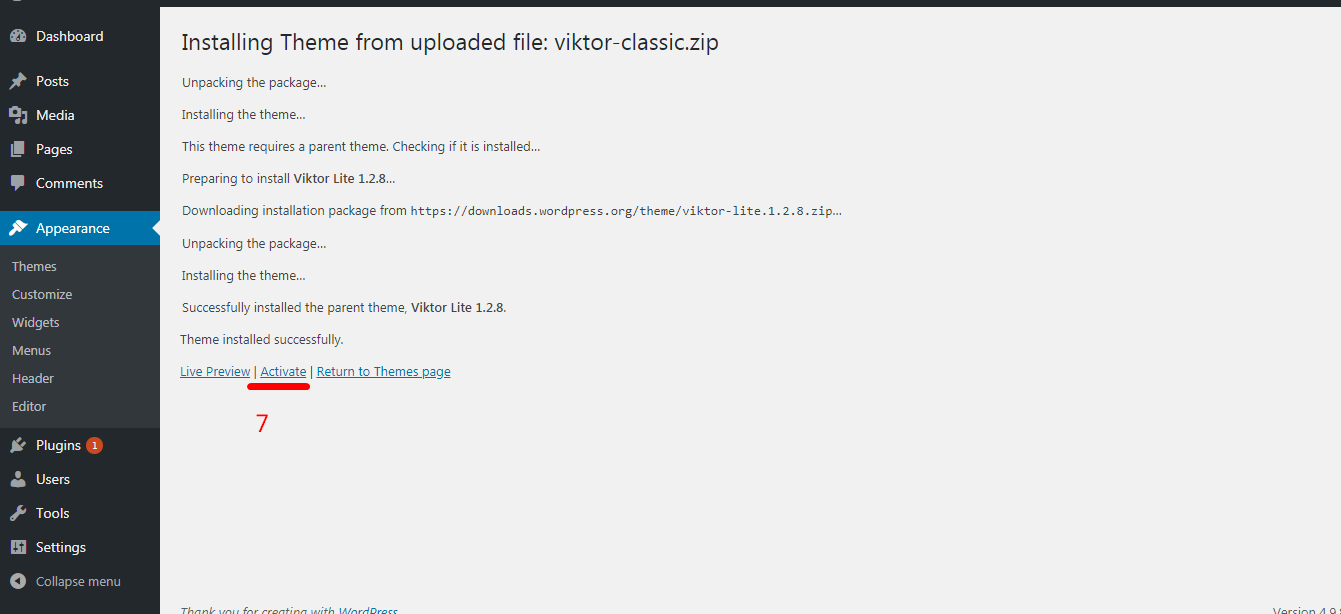 Dashboard
Posts
Media
Pages
Comments
Appearance
Themes
Customize
Widgets
Menus
Header
Editor
Plugins 1
Users
Tools
Settings
Collapse menu
Installing Theme from uploaded file: viktor-classic.zip
Unpacking the package...
Installing the theme...
This theme requires a parent theme. Checking if it is installed...
Preparing to install Viktor Lite 1.2.8...
Downloading installation package from https://downloads.wordpress.org/theme/viktor-lite.1.2.8.zip...
Unpacking the package...
Installing the theme...
Successfully installed the parent theme, Viktor Lite 1.2.8.
Theme installed successfully.
Live Preview | Activate | Return to Themes page
7
Thank you for creating with WordPress
Version 4.9